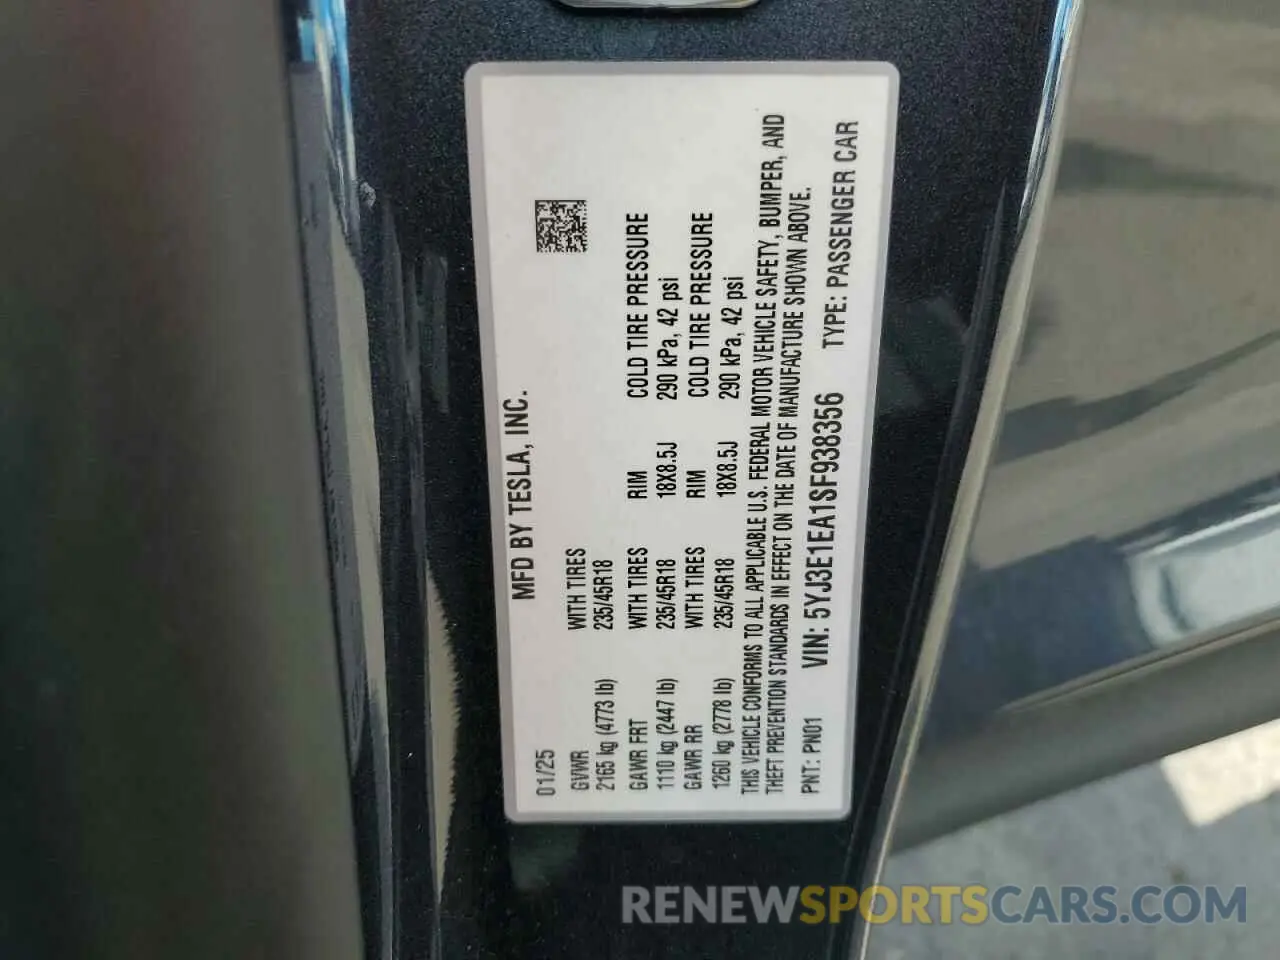 MFD BY TESLA, INC.
01/25
GVWR WITH TIRES
2165 kg (4773 lb) 235/45R18
GAWR FRT WITH TIRES RIM COLD TIRE PRESSURE
1110 kg (2447 lb) 235/45R18 18X8.5J 290 kPa, 42 psi
GAWR RR WITH TIRES RIM COLD TIRE PRESSURE
1260 kg (2778 lb) 235/45R18 18X8.5J 290 kPa, 42 psi
THIS VEHICLE CONFORMS TO ALL APPLICABLE U.S. FEDERAL MOTOR VEHICLE SAFETY, BUMPER, AND
THEFT PREVENTION STANDARDS IN EFFECT ON THE DATE OF MANUFACTURE SHOWN ABOVE.
PNT: PN01 VIN: 5YJ3E1EA1SF938356 TYPE: PASSENGER CAR
RENEWSPORTSCARS.COM